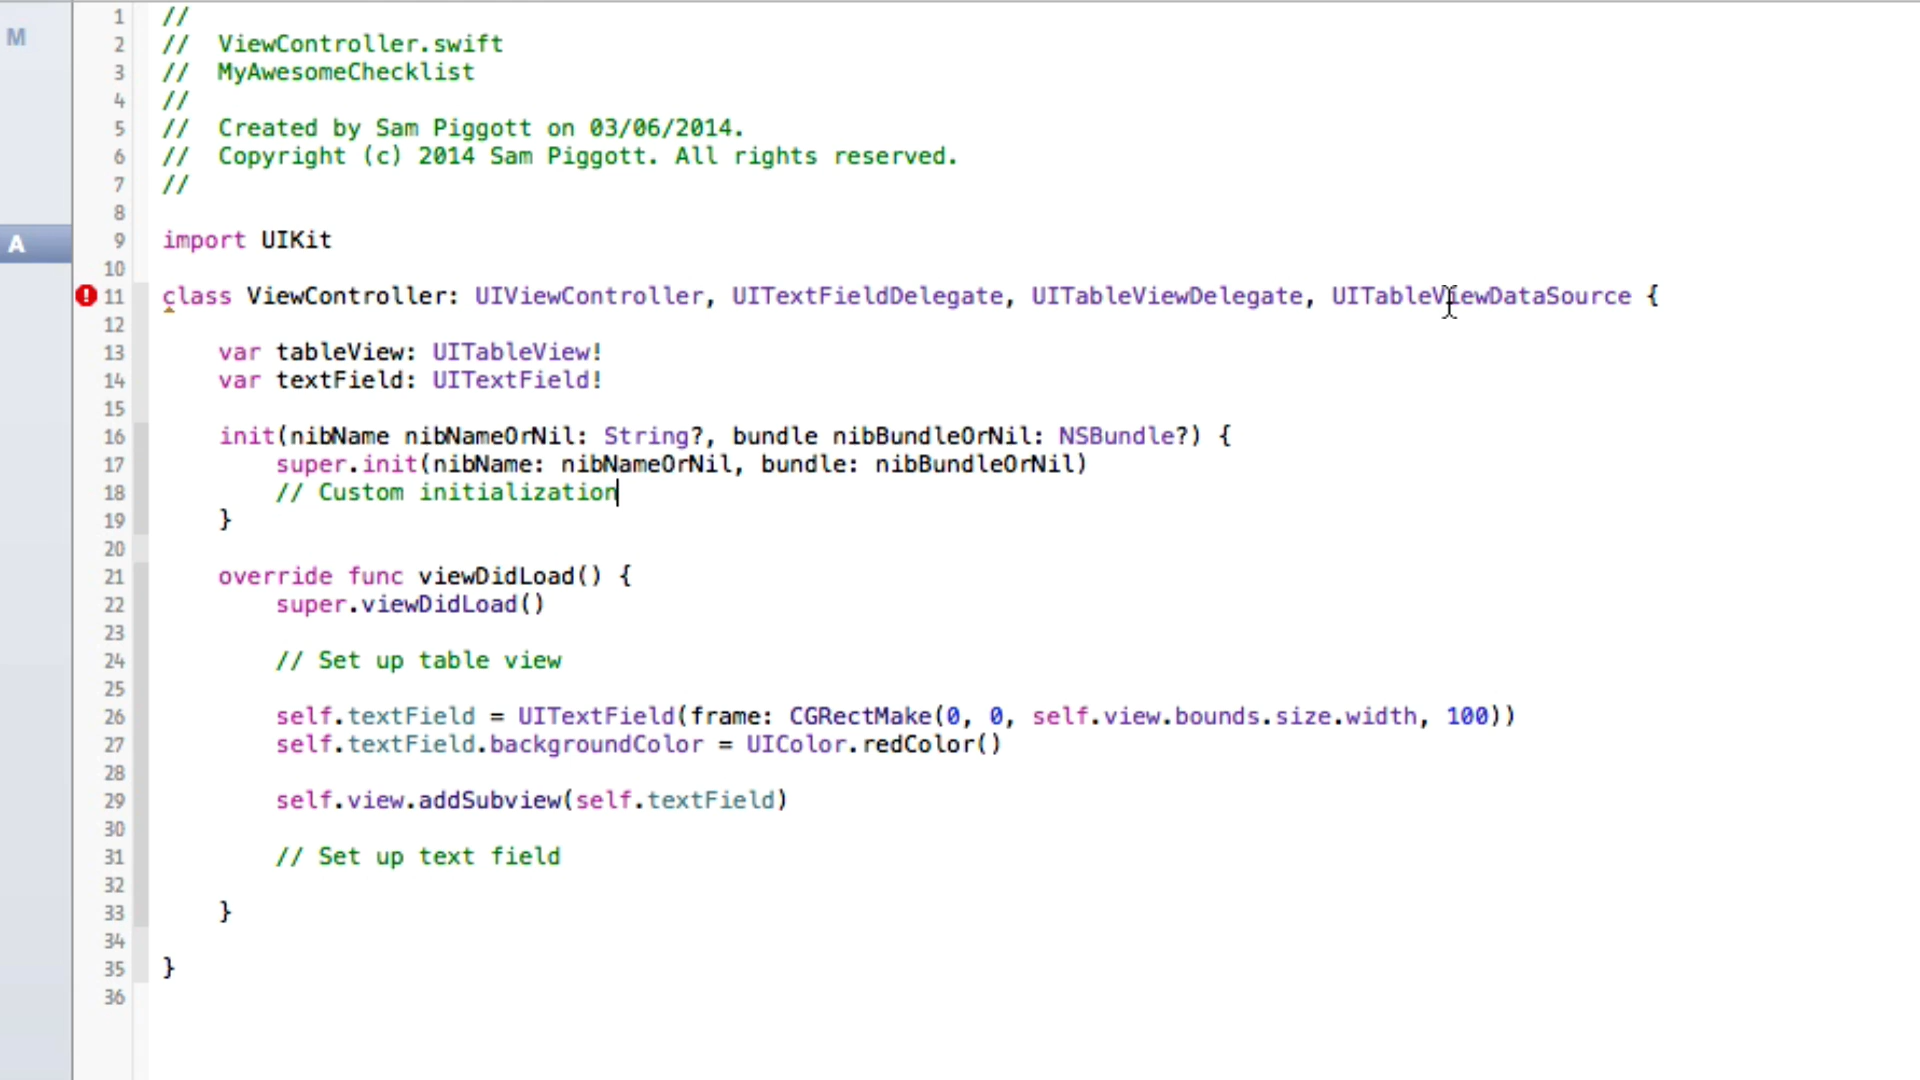 M
A
1 //
2 //  ViewController.swift
3 //  MyAwesomeChecklist
4 //
5 //  Created by Sam Piggott on 03/06/2014.
6 //  Copyright (c) 2014 Sam Piggott. All rights reserved.
7 //
8
9 import UIKit
10
11 class ViewController: UIViewController, UITextFieldDelegate, UITableViewDelegate, UITableViewDataSource {
12
13     var tableView: UITableView!
14     var textField: UITextField!
15
16     init(nibName nibNameOrNil: String?, bundle nibBundleOrNil: NSBundle?) {
17         super.init(nibName: nibNameOrNil, bundle: nibBundleOrNil)
18         // Custom initialization
19     }
20
21     override func viewDidLoad() {
22         super.viewDidLoad()
23
24         // Set up table view
25
26         self.textField = UITextField(frame: CGRectMake(0, 0, self.view.bounds.size.width, 100))
27         self.textField.backgroundColor = UIColor.redColor()
28
29         self.view.addSubview(self.textField)
30
31         // Set up text field
32
33     }
34
35 }
36